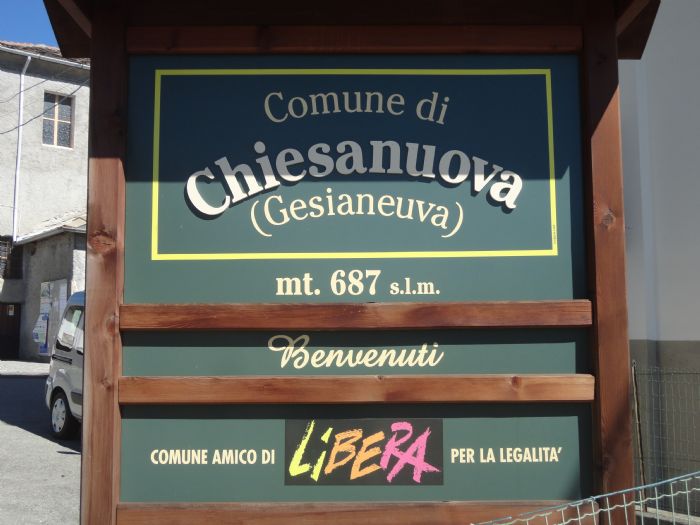 Comune di
Chiesanuova
(Gesianeuva)
mt. 687 s.l.m.
Benvenuti
COMUNE AMICO DI LiBERA PER LA LEGALITA'